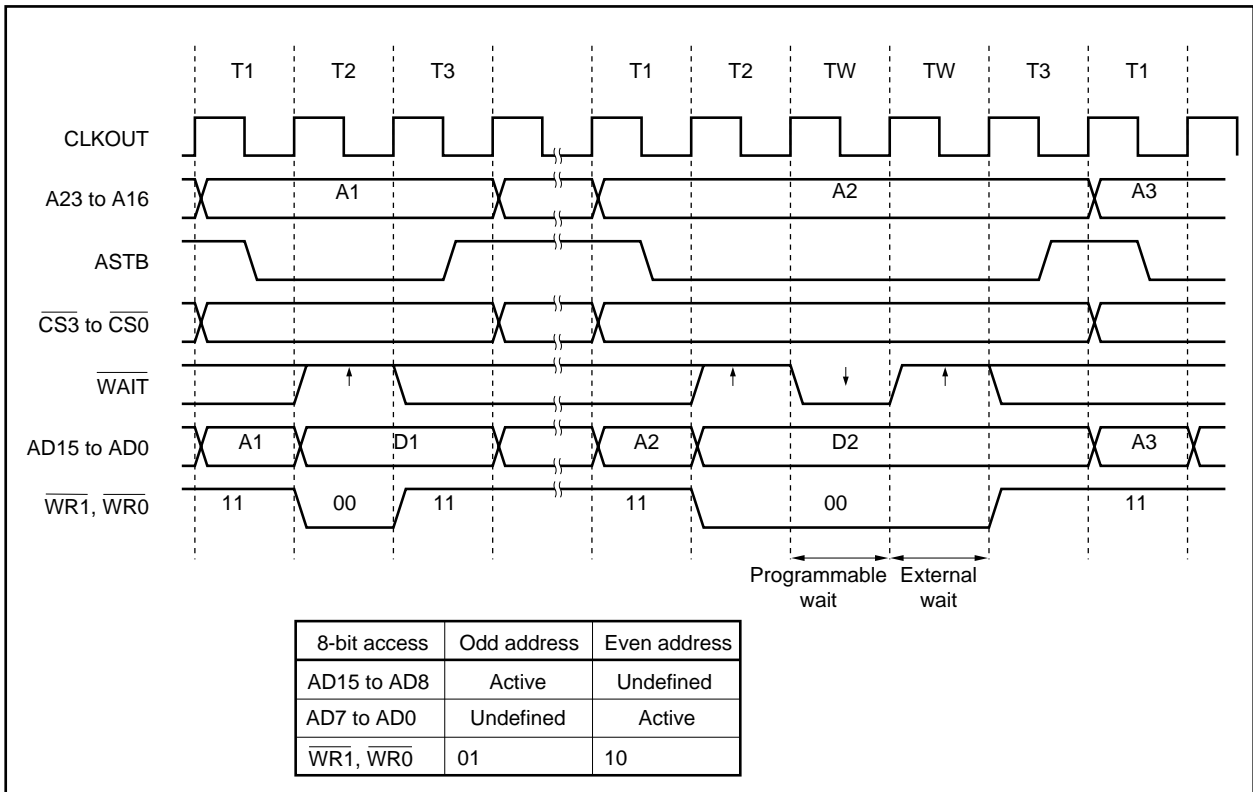 T1 T2 T3 T1 T2 TW TW T3 T1
CLKOUT
A23 to A16 A1 A2 A3
ASTB
CS3 to CS0
WAIT
AD15 to AD0 A1 D1 A2 D2 A3
WR1, WR0 11 00 11 11 00 11
Programmable wait
External wait
8-bit access Odd address Even address
AD15 to AD8 Active Undefined
AD7 to AD0 Undefined Active
WR1, WR0 01 10